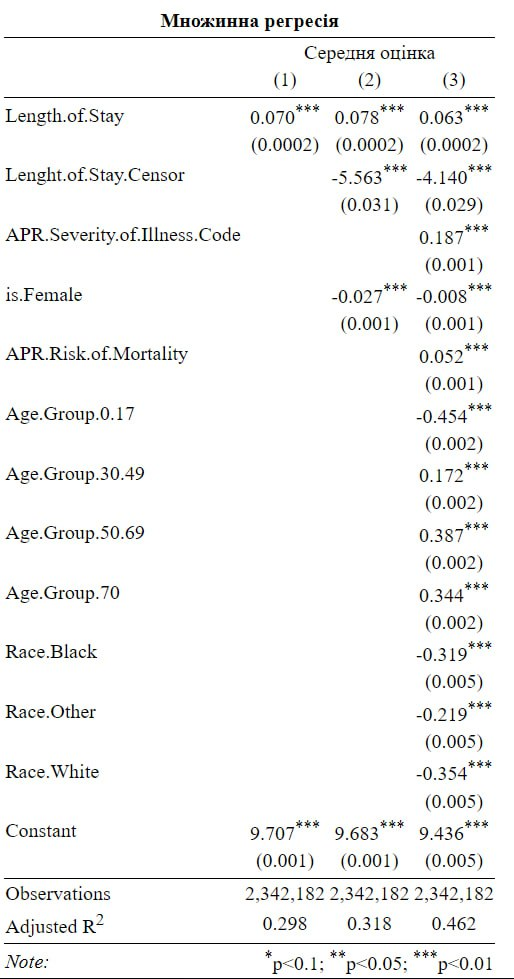 Множинна регресія
Середня оцінка
(1) (2) (3)
Length.of.Stay 0.070*** 0.078*** 0.063***
(0.0002) (0.0002) (0.0002)
Lenght.of.Stay.Censor -5.563*** -4.140***
(0.031) (0.029)
APR.Severity.of.Illness.Code 0.187***
(0.001)
is.Female -0.027*** -0.008***
(0.001) (0.001)
APR.Risk.of.Mortality 0.052***
(0.001)
Age.Group.0.17 -0.454***
(0.002)
Age.Group.30.49 0.172***
(0.002)
Age.Group.50.69 0.387***
(0.002)
Age.Group.70 0.344***
(0.002)
Race.Black -0.319***
(0.005)
Race.Other -0.219***
(0.005)
Race.White -0.354***
(0.005)
Constant 9.707*** 9.683*** 9.436***
(0.001) (0.001) (0.005)
Observations 2,342,182 2,342,182 2,342,182
Adjusted R2 0.298 0.318 0.462
Note: *p<0.1; **p<0.05; ***p<0.01